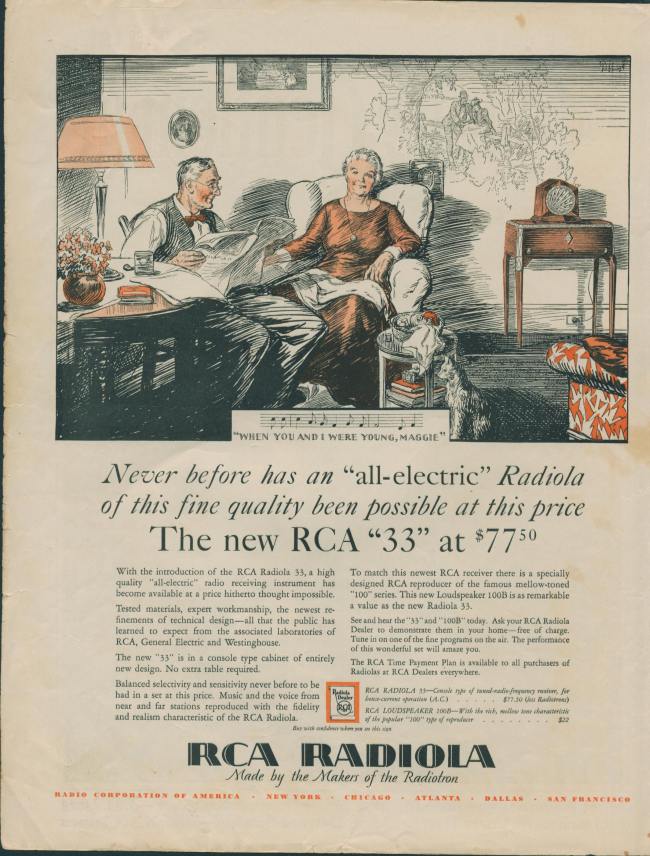 "WHEN YOU AND I WERE YOUNG, MAGGIE"
Never before has an "all-electric" Radiola
of this fine quality been possible at this price
The new RCA "33" at $77.50
With the introduction of the RCA Radiola 33, a high
quality "all-electric" radio receiving instrument has
become available at a price hitherto thought impossible.
Tested materials, expert workmanship, the newest re-
finements of technical design—all that the public has
learned to expect from the associated laboratories of
RCA, General Electric and Westinghouse.
The new "33" is in a console type cabinet of entirely
new design. No extra table required.
Balanced selectivity and sensitivity never before to be
had in a set at this price. Music and the voice from
near and far stations reproduced with the fidelity
and realism characteristic of the RCA Radiola.
To match this newest RCA receiver there is a specially
designed RCA reproducer of the famous mellow-toned
"100" series. This new Loudspeaker 100B is as remarkable
a value as the new Radiola 33.
See and hear the "33" and "100B" today. Ask your RCA Radiola
Dealer to demonstrate them in your home—free of charge.
Tune in on one of the fine programs on the air. The performance
of this wonderful set will amaze you.
The RCA Time Payment Plan is available to all purchasers of
Radiolas at RCA Dealers everywhere.
Radiola
Dealer
RCA
Buy with confidence where you see this sign
RCA RADIOLA 33—Console type of tuned-radio-frequency receiver, for
house-current operation (A.C.) . . . . . $77.50 (less Radiotrons)
RCA LOUDSPEAKER 100B—With the rich, mellow tone characteristic
of the popular "100" type of reproducer . . . . . . . . $22
RCA RADIOLA
Made by the Makers of the Radiotron
RADIO CORPORATION OF AMERICA · NEW YORK · CHICAGO · ATLANTA · DALLAS · SAN FRANCISCO